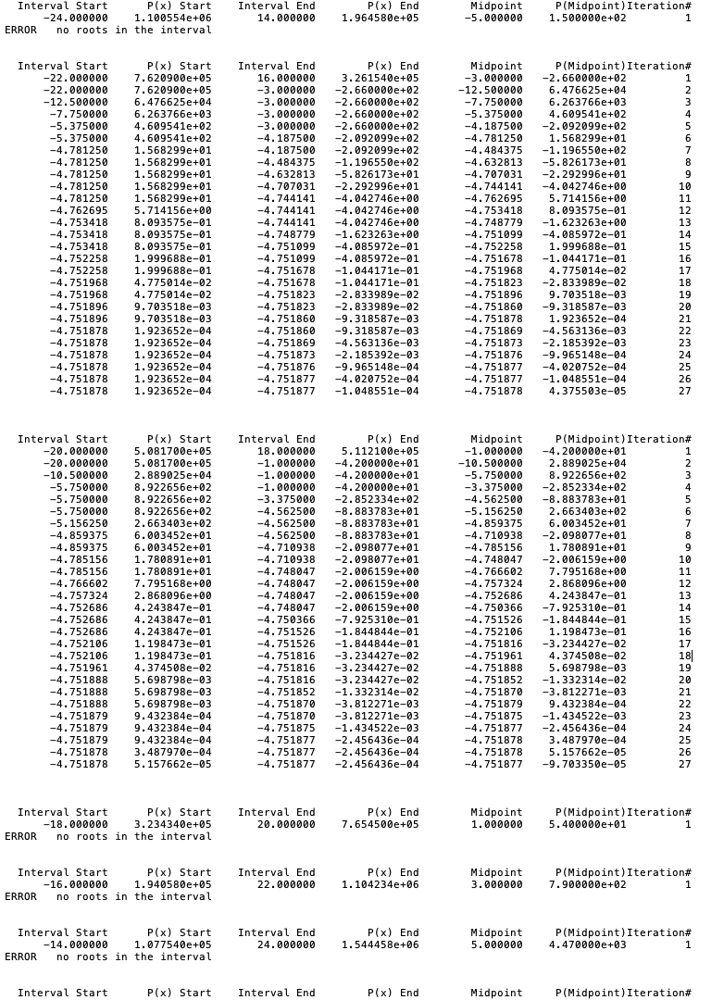 Interval Start P(x) Start Interval End P(x) End Midpoint P(Midpoint)Iteration#
-24.000000 1.100554e+06 14.000000 1.964580e+05 -5.000000 1.500000e+02 1
ERROR no roots in the interval
Interval Start P(x) Start Interval End P(x) End Midpoint P(Midpoint)Iteration#
-22.000000 7.620900e+05 16.000000 3.261540e+05 -3.000000 -2.660000e+02 1
-22.000000 7.620900e+05 -3.000000 -2.660000e+02 -12.500000 6.476625e+04 2
-12.500000 6.476625e+04 -3.000000 -2.660000e+02 -7.750000 6.263766e+03 3
-7.750000 6.263766e+03 -3.000000 -2.660000e+02 -5.375000 4.609541e+02 4
-5.375000 4.609541e+02 -3.000000 -2.660000e+02 -4.187500 -2.092099e+02 5
-5.375000 4.609541e+02 -4.187500 -2.092099e+02 -4.781250 1.568299e+01 6
-4.781250 1.568299e+01 -4.187500 -2.092099e+02 -4.484375 -1.196550e+02 7
-4.781250 1.568299e+01 -4.484375 -1.196550e+02 -4.632813 -5.826173e+01 8
-4.781250 1.568299e+01 -4.632813 -5.826173e+01 -4.707031 -2.292996e+01 9
-4.781250 1.568299e+01 -4.707031 -2.292996e+01 -4.744141 -4.042746e+00 10
-4.781250 1.568299e+01 -4.744141 -4.042746e+00 -4.762695 5.714156e+00 11
-4.762695 5.714156e+00 -4.744141 -4.042746e+00 -4.753418 8.093575e-01 12
-4.753418 8.093575e-01 -4.744141 -4.042746e+00 -4.748779 -1.623263e+00 13
-4.753418 8.093575e-01 -4.748779 -1.623263e+00 -4.751099 -4.085972e-01 14
-4.753418 8.093575e-01 -4.751099 -4.085972e-01 -4.752258 1.999688e-01 15
-4.752258 1.999688e-01 -4.751099 -4.085972e-01 -4.751678 -1.044171e-01 16
-4.752258 1.999688e-01 -4.751678 -1.044171e-01 -4.751968 4.775014e-02 17
-4.751968 4.775014e-02 -4.751678 -1.044171e-01 -4.751823 -2.833989e-02 18
-4.751968 4.775014e-02 -4.751823 -2.833989e-02 -4.751896 9.703518e-03 19
-4.751896 9.703518e-03 -4.751823 -2.833989e-02 -4.751860 -9.318587e-03 20
-4.751896 9.703518e-03 -4.751860 -9.318587e-03 -4.751878 1.923652e-04 21
-4.751878 1.923652e-04 -4.751860 -9.318587e-03 -4.751869 -4.563136e-03 22
-4.751878 1.923652e-04 -4.751869 -4.563136e-03 -4.751873 -2.185392e-03 23
-4.751878 1.923652e-04 -4.751873 -2.185392e-03 -4.751876 -9.965148e-04 24
-4.751878 1.923652e-04 -4.751876 -9.965148e-04 -4.751877 -4.020752e-04 25
-4.751878 1.923652e-04 -4.751877 -4.020752e-04 -4.751877 -1.048551e-04 26
-4.751878 1.923652e-04 -4.751877 -1.048551e-04 -4.751878 4.375503e-05 27
Interval Start P(x) Start Interval End P(x) End Midpoint P(Midpoint)Iteration#
-20.000000 5.081700e+05 18.000000 5.112100e+05 -1.000000 -4.200000e+01 1
-20.000000 5.081700e+05 -1.000000 -4.200000e+01 -10.500000 2.889025e+04 2
-10.500000 2.889025e+04 -1.000000 -4.200000e+01 -5.750000 8.922656e+02 3
-5.750000 8.922656e+02 -1.000000 -4.200000e+01 -3.375000 -2.852334e+02 4
-5.750000 8.922656e+02 -3.375000 -2.852334e+02 -4.562500 -8.883783e+01 5
-5.750000 8.922656e+02 -4.562500 -8.883783e+01 -5.156250 2.663403e+02 6
-5.156250 2.663403e+02 -4.562500 -8.883783e+01 -4.859375 6.003452e+01 7
-4.859375 6.003452e+01 -4.562500 -8.883783e+01 -4.710938 -2.098077e+01 8
-4.859375 6.003452e+01 -4.710938 -2.098077e+01 -4.785156 1.780891e+01 9
-4.785156 1.780891e+01 -4.710938 -2.098077e+01 -4.748047 -2.006159e+00 10
-4.785156 1.780891e+01 -4.748047 -2.006159e+00 -4.766602 7.795168e+00 11
-4.766602 7.795168e+00 -4.748047 -2.006159e+00 -4.757324 2.868096e+00 12
-4.757324 2.868096e+00 -4.748047 -2.006159e+00 -4.752686 4.243847e-01 13
-4.752686 4.243847e-01 -4.748047 -2.006159e+00 -4.750366 -7.925310e-01 14
-4.752686 4.243847e-01 -4.750366 -7.925310e-01 -4.751526 -1.844844e-01 15
-4.752686 4.243847e-01 -4.751526 -1.844844e-01 -4.752106 1.198473e-01 16
-4.752106 1.198473e-01 -4.751526 -1.844844e-01 -4.751816 -3.234427e-02 17
-4.752106 1.198473e-01 -4.751816 -3.234427e-02 -4.751961 4.374508e-02 18
-4.751961 4.374508e-02 -4.751816 -3.234427e-02 -4.751888 5.698798e-03 19
-4.751888 5.698798e-03 -4.751816 -3.234427e-02 -4.751852 -1.332314e-02 20
-4.751888 5.698798e-03 -4.751852 -1.332314e-02 -4.751870 -3.812271e-03 21
-4.751888 5.698798e-03 -4.751870 -3.812271e-03 -4.751879 9.432384e-04 22
-4.751879 9.432384e-04 -4.751870 -3.812271e-03 -4.751875 -1.434522e-03 23
-4.751879 9.432384e-04 -4.751875 -1.434522e-03 -4.751877 -2.456436e-04 24
-4.751879 9.432384e-04 -4.751877 -2.456436e-04 -4.751878 3.487970e-04 25
-4.751878 3.487970e-04 -4.751877 -2.456436e-04 -4.751878 5.157662e-05 26
-4.751878 5.157662e-05 -4.751877 -2.456436e-04 -4.751877 -9.703350e-05 27
Interval Start P(x) Start Interval End P(x) End Midpoint P(Midpoint)Iteration#
-18.000000 3.234340e+05 20.000000 7.654500e+05 1.000000 5.400000e+01 1
ERROR no roots in the interval
Interval Start P(x) Start Interval End P(x) End Midpoint P(Midpoint)Iteration#
-16.000000 1.940580e+05 22.000000 1.104234e+06 3.000000 7.900000e+02 1
ERROR no roots in the interval
Interval Start P(x) Start Interval End P(x) End Midpoint P(Midpoint)Iteration#
-14.000000 1.077540e+05 24.000000 1.544458e+06 5.000000 4.470000e+03 1
ERROR no roots in the interval
Interval Start P(x) Start Interval End P(x) End Midpoint P(Midpoint)Iteration#